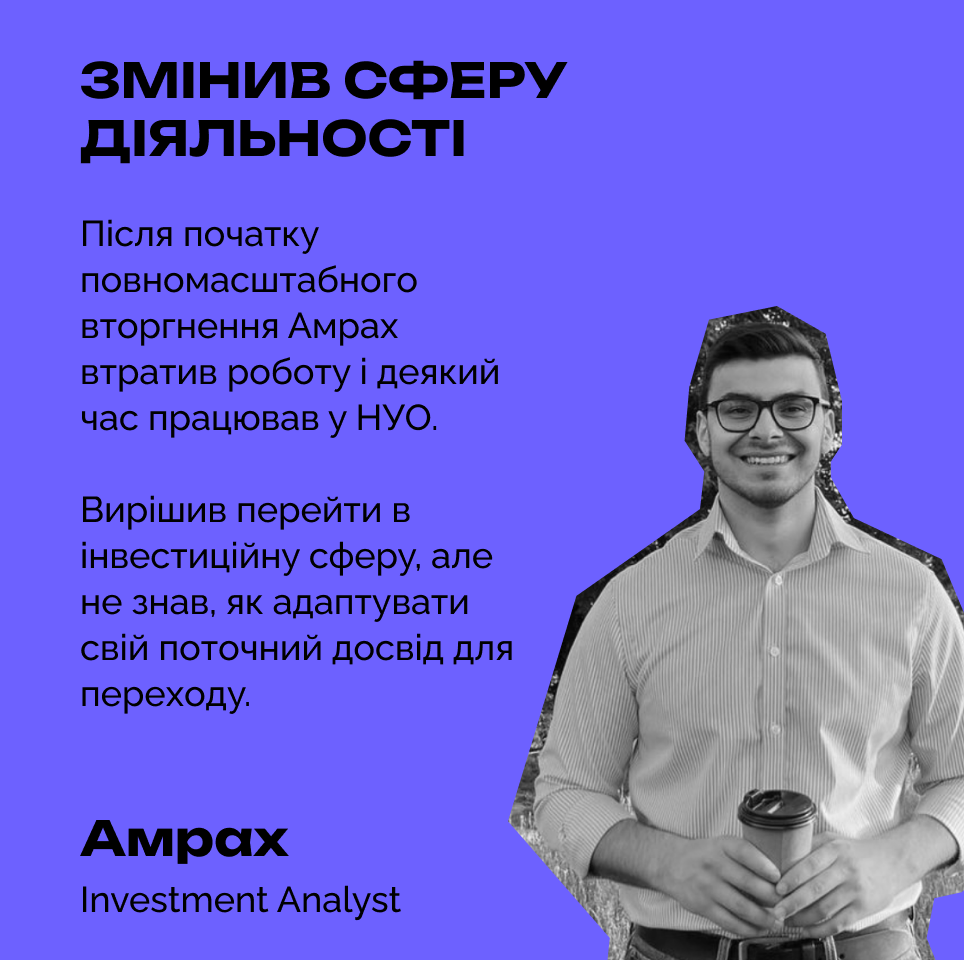 ЗМІНИВ СФЕРУ
ДІЯЛЬНОСТІ
Після початку
повномасштабного
вторгнення Амрах
втратив роботу і деякий
час працював у НУО.
Вирішив перейти в
інвестиційну сферу, але
не знав, як адаптувати
свій поточний досвід для
переходу.
Амрах
Investment Analyst